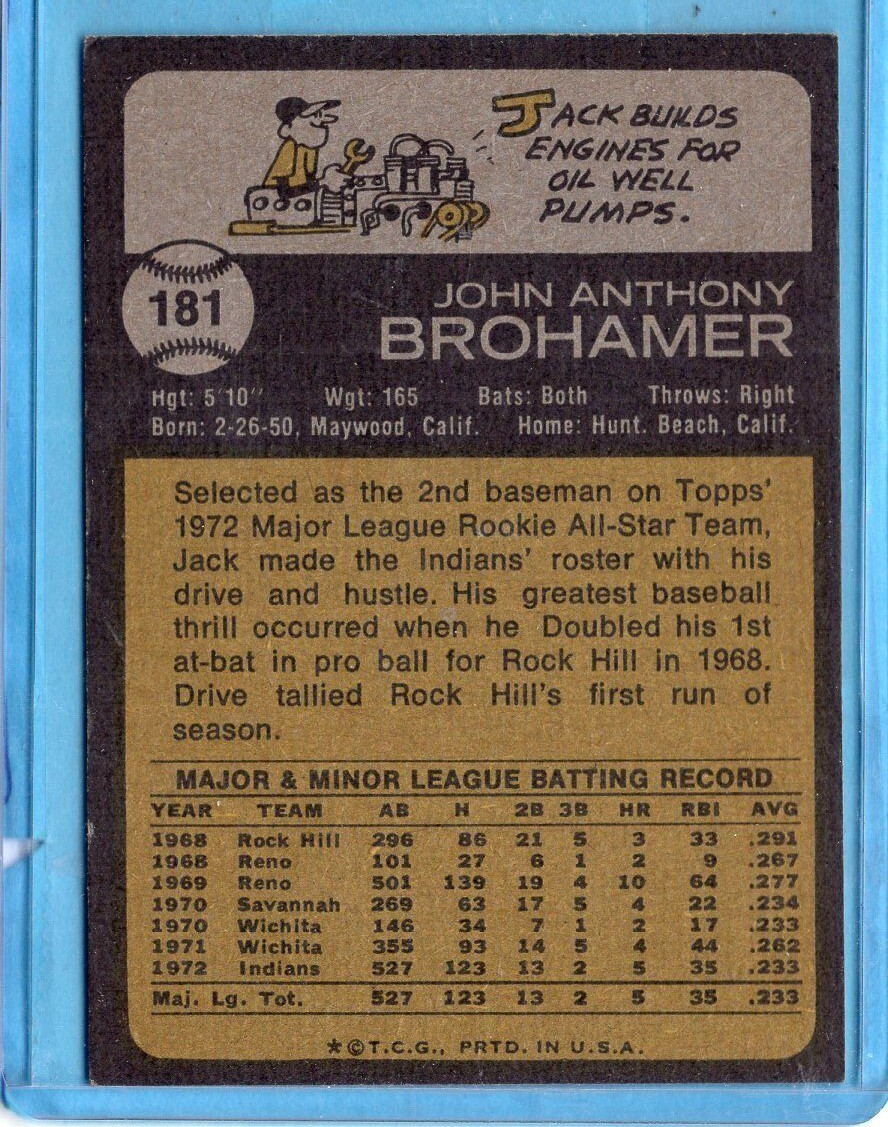 JACK BUILDS
ENGINES FOR
OIL WELL
PUMPS.
181
JOHN ANTHONY
BROHAMER
Hgt: 5'10" Wgt: 165 Bats: Both Throws: Right
Born: 2-26-50, Maywood, Calif. Home: Hunt. Beach, Calif.
Selected as the 2nd baseman on Topps'
1972 Major League Rookie All-Star Team,
Jack made the Indians' roster with his
drive and hustle. His greatest baseball
thrill occurred when he Doubled his 1st
at-bat in pro ball for Rock Hill in 1968.
Drive tallied Rock Hill's first run of
season.
MAJOR & MINOR LEAGUE BATTING RECORD
YEAR TEAM AB H 2B 3B HR RBI AVG
1968 Rock Hill 296 86 21 5 3 33 .291
1968 Reno 101 27 6 1 2 9 .267
1969 Reno 501 139 19 4 10 64 .277
1970 Savannah 269 63 17 5 4 22 .234
1970 Wichita 146 34 7 1 2 17 .233
1971 Wichita 355 93 14 5 4 44 .262
1972 Indians 527 123 13 2 5 35 .233
Maj. Lg. Tot. 527 123 13 2 5 35 .233
*©T.C.G., PRTD. IN U.S.A.